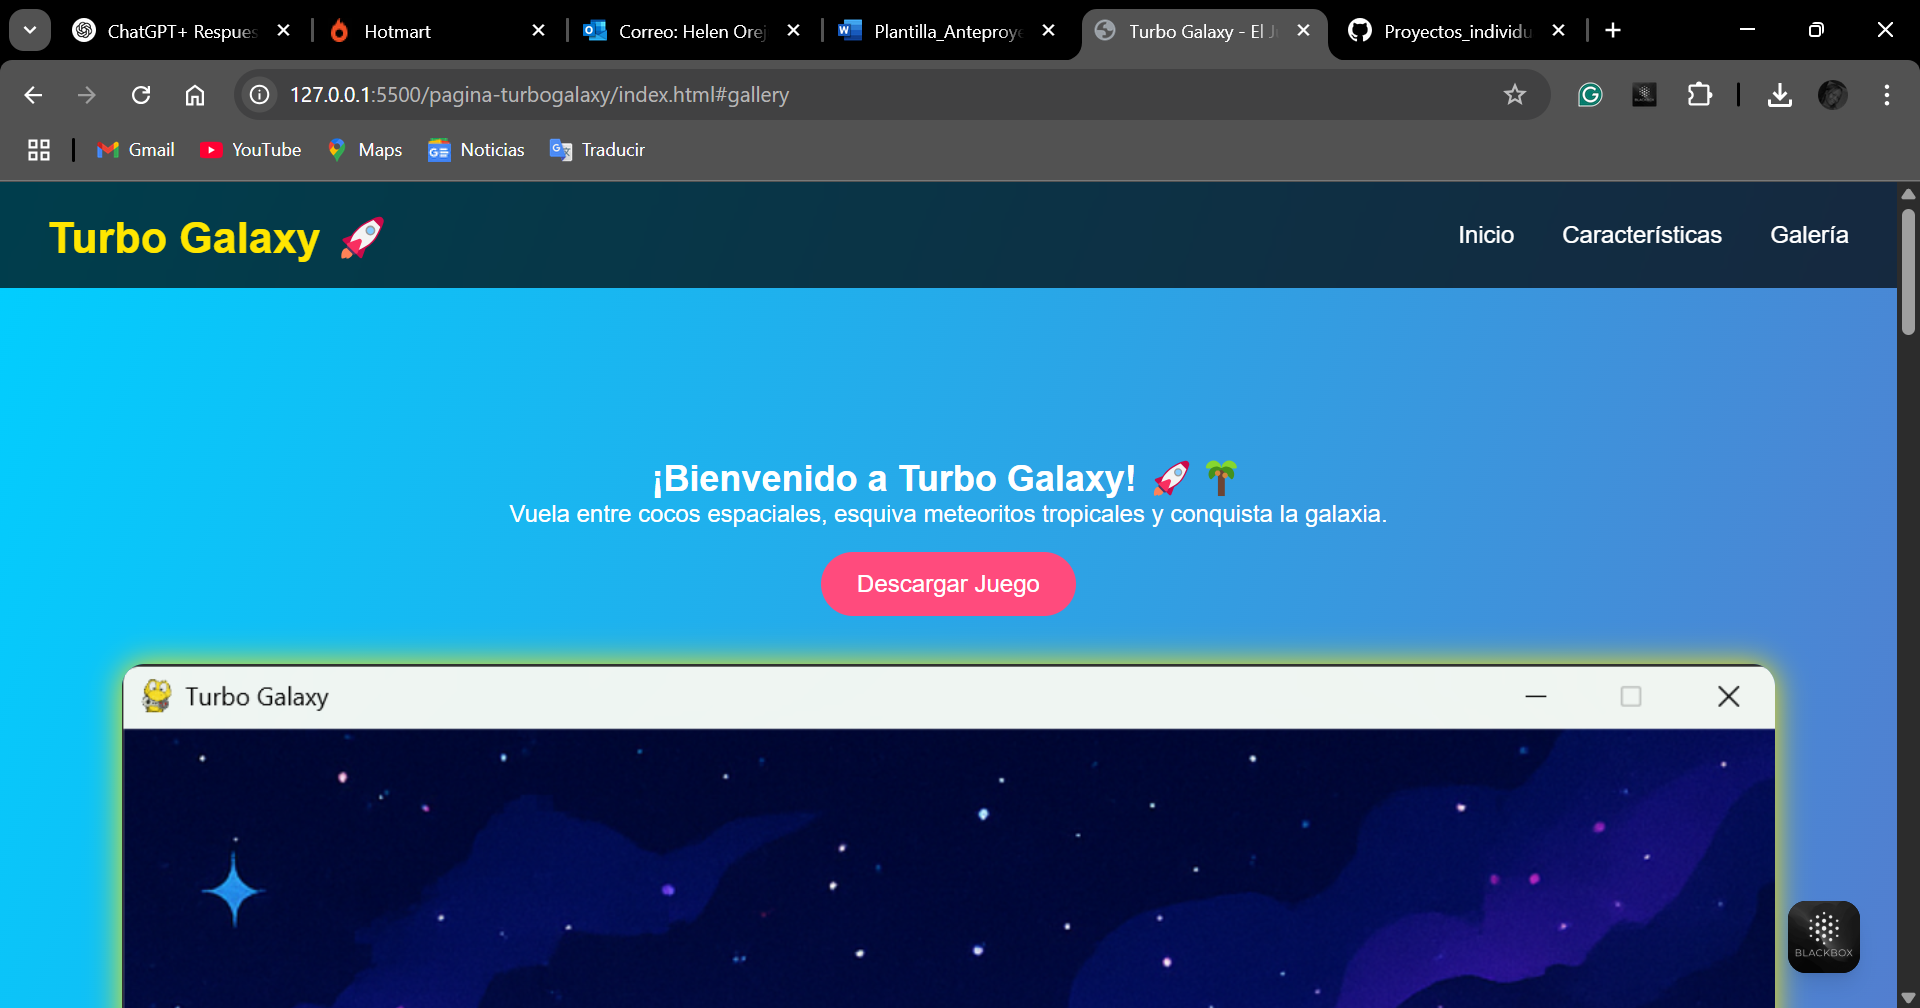 ChatGPT+ Respues
Hotmart
Correo: Helen Orej
Plantilla_Anteproye
Turbo Galaxy - El J
Proyectos_individu
127.0.0.1:5500/pagina-turbogalaxy/index.html#gallery
Gmail
YouTube
Maps
Noticias
Traducir
Turbo Galaxy 🚀
Inicio
Características
Galería
¡Bienvenido a Turbo Galaxy! 🚀 🌴
Vuela entre cocos espaciales, esquiva meteoritos tropicales y conquista la galaxia.
Descargar Juego
Turbo Galaxy
BLACKBOX